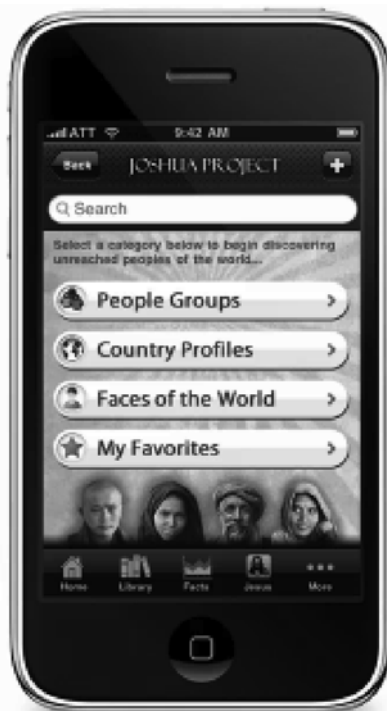 ATT 9:42 AM
Back JOSHUA PROJECT +
Search
Select a category below to begin discovering
unreached peoples of the world...
People Groups
Country Profiles
Faces of the World
My Favorites
Home Library Facts Jesus More